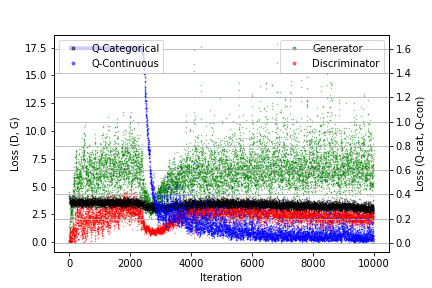 Q-Categorical
Q-Continuous
Generator
Discriminator
17.5
15.0
12.5
10.0
7.5
5.0
2.5
0.0
Loss (D, G)
1.6
1.4
1.2
1.0
0.8
0.6
0.4
0.2
0.0
Loss (Q-cat, Q-con)
0 2000 4000 6000 8000 10000
Iteration